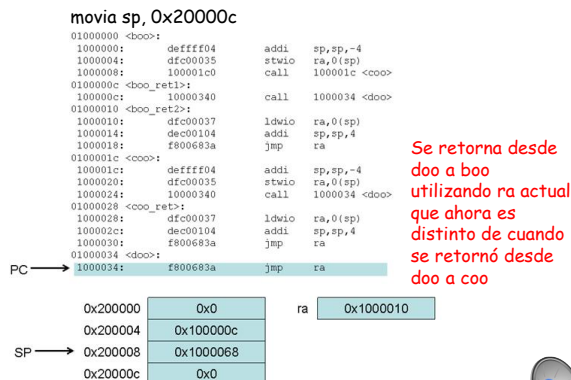 movia sp, 0x20000c
01000000 <boo>:
1000000: deffff04 addi sp,sp,-4
1000004: dfc00035 stwio ra,0(sp)
1000008: 100001c0 call 100001c <coo>
0100000c <boo_ret1>:
100000c: 10000340 call 1000034 <doo>
01000010 <boo_ret2>:
1000010: dfc00037 ldwio ra,0(sp)
1000014: dec00104 addi sp,sp,4
1000018: f800683a jmp ra
0100001c <coo>:
100001c: deffff04 addi sp,sp,-4
1000020: dfc00035 stwio ra,0(sp)
1000024: 10000340 call 1000034 <doo>
01000028 <coo_ret>:
1000028: dfc00037 ldwio ra,0(sp)
100002c: dec00104 addi sp,sp,4
1000030: f800683a jmp ra
01000034 <doo>:
PC 1000034: f800683a jmp ra
Se retorna desde
doo a boo
utilizando ra actual
que ahora es
distinto de cuando
se retornó desde
doo a coo
0x200000 0x0 ra 0x1000010
0x200004 0x100000c
SP 0x200008 0x1000068
0x20000c 0x0